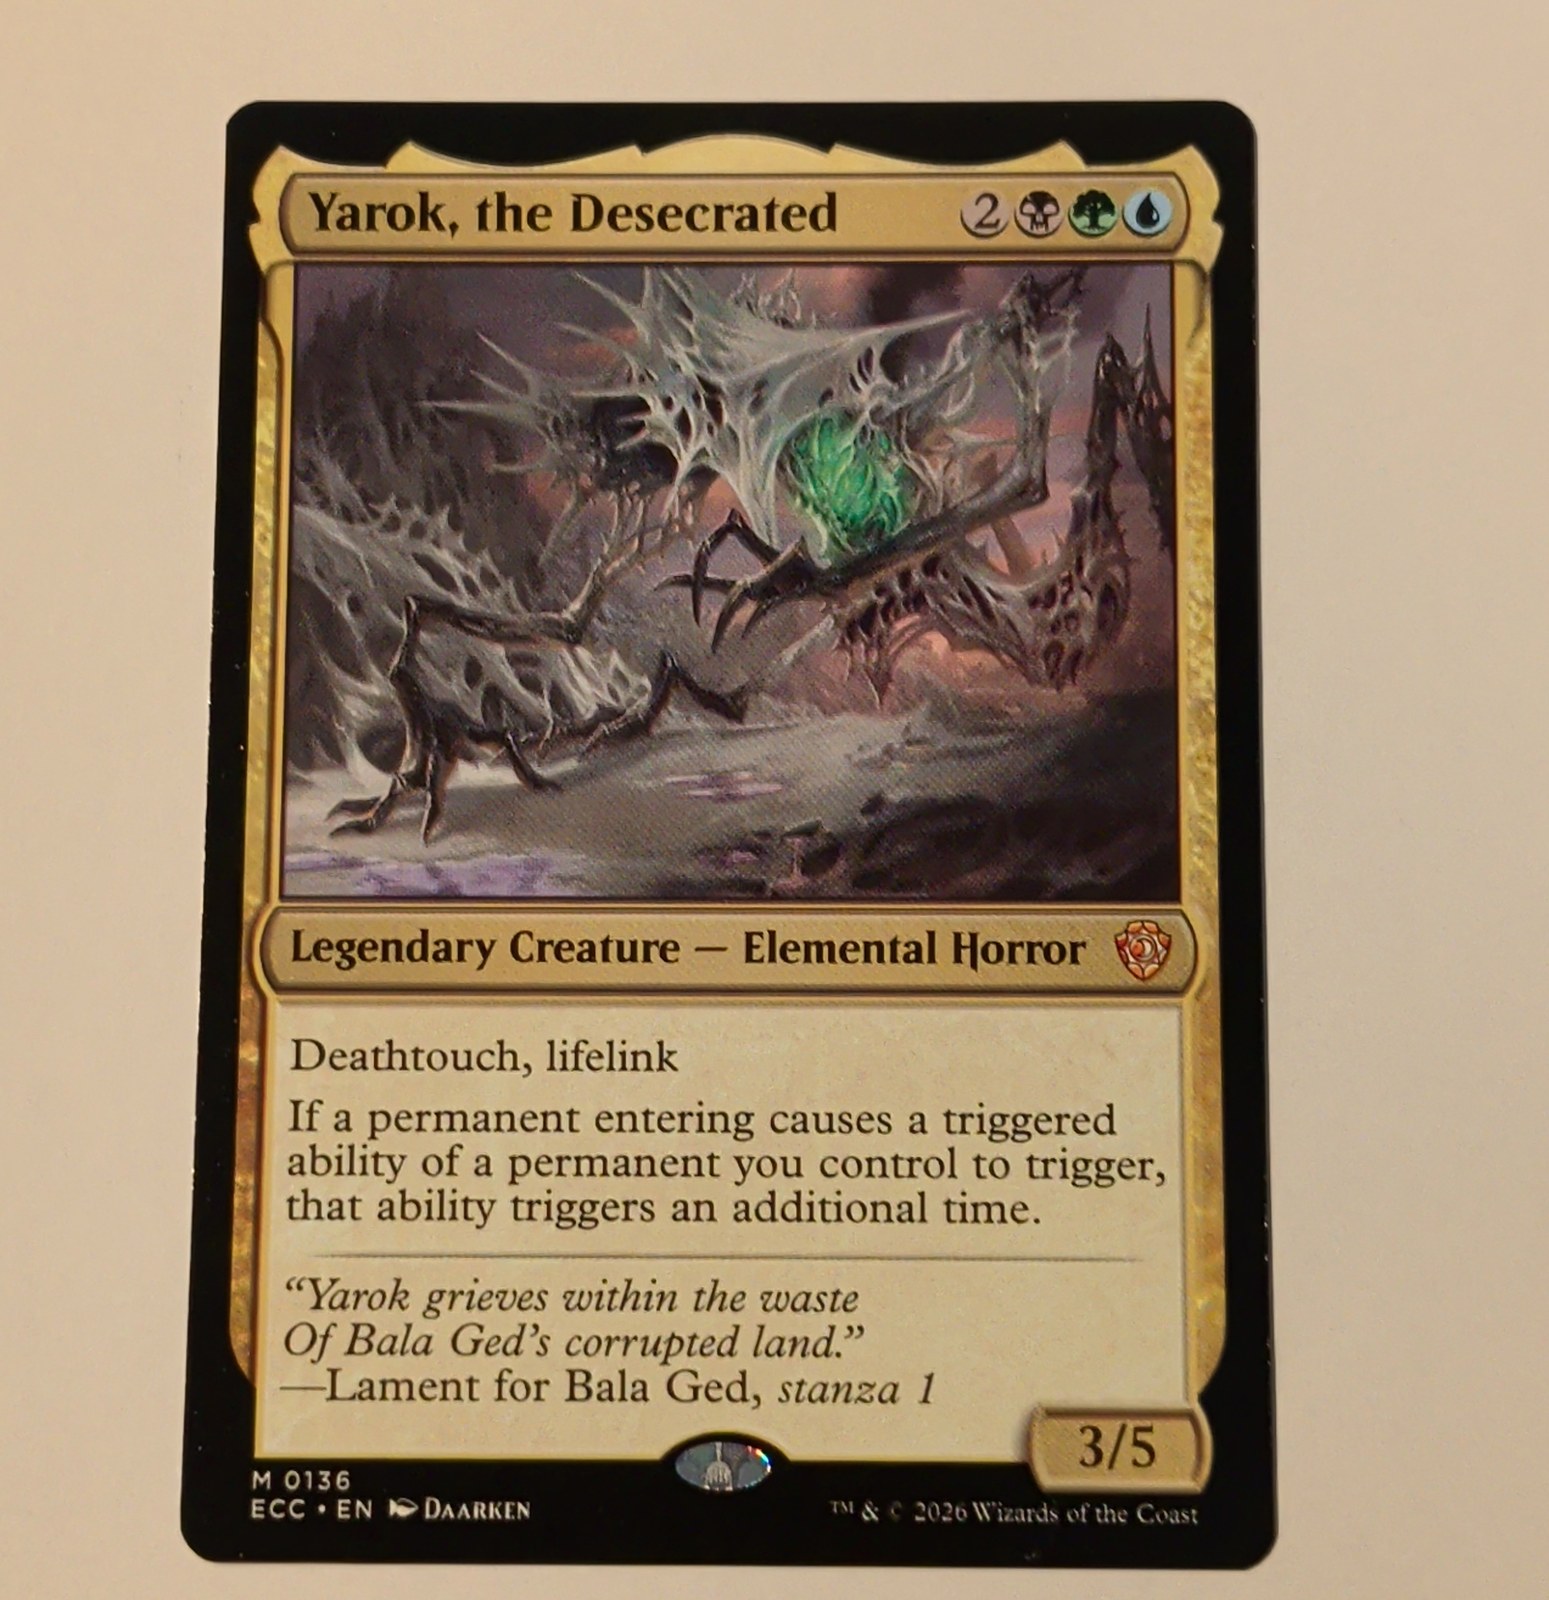 Yarok, the Desecrated 2
Legendary Creature — Elemental Horror
Deathtouch, lifelink
If a permanent entering causes a triggered
ability of a permanent you control to trigger,
that ability triggers an additional time.
“Yarok grieves within the waste
Of Bala Ged’s corrupted land.”
—Lament for Bala Ged, stanza 1
3/5
M 0136
ECC • EN DAARKEN
™ & © 2026 Wizards of the Coast